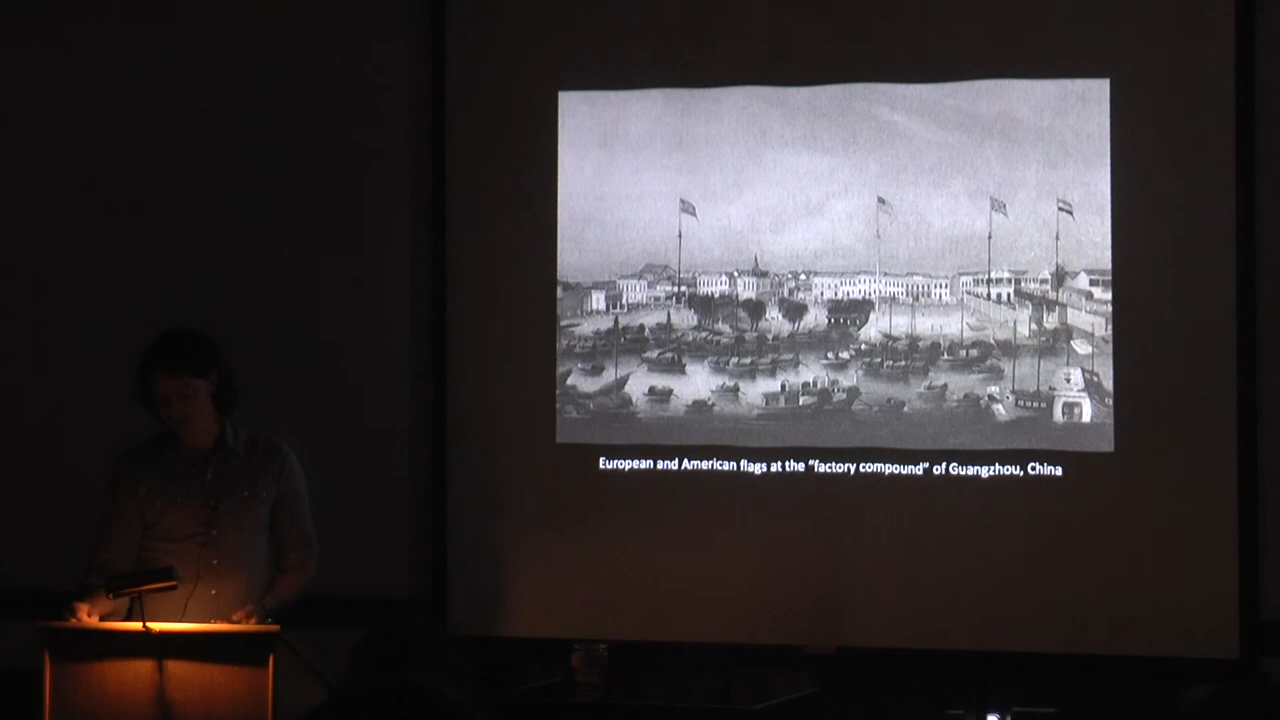 European and American flags at the "factory compound" of Guangzhou, China